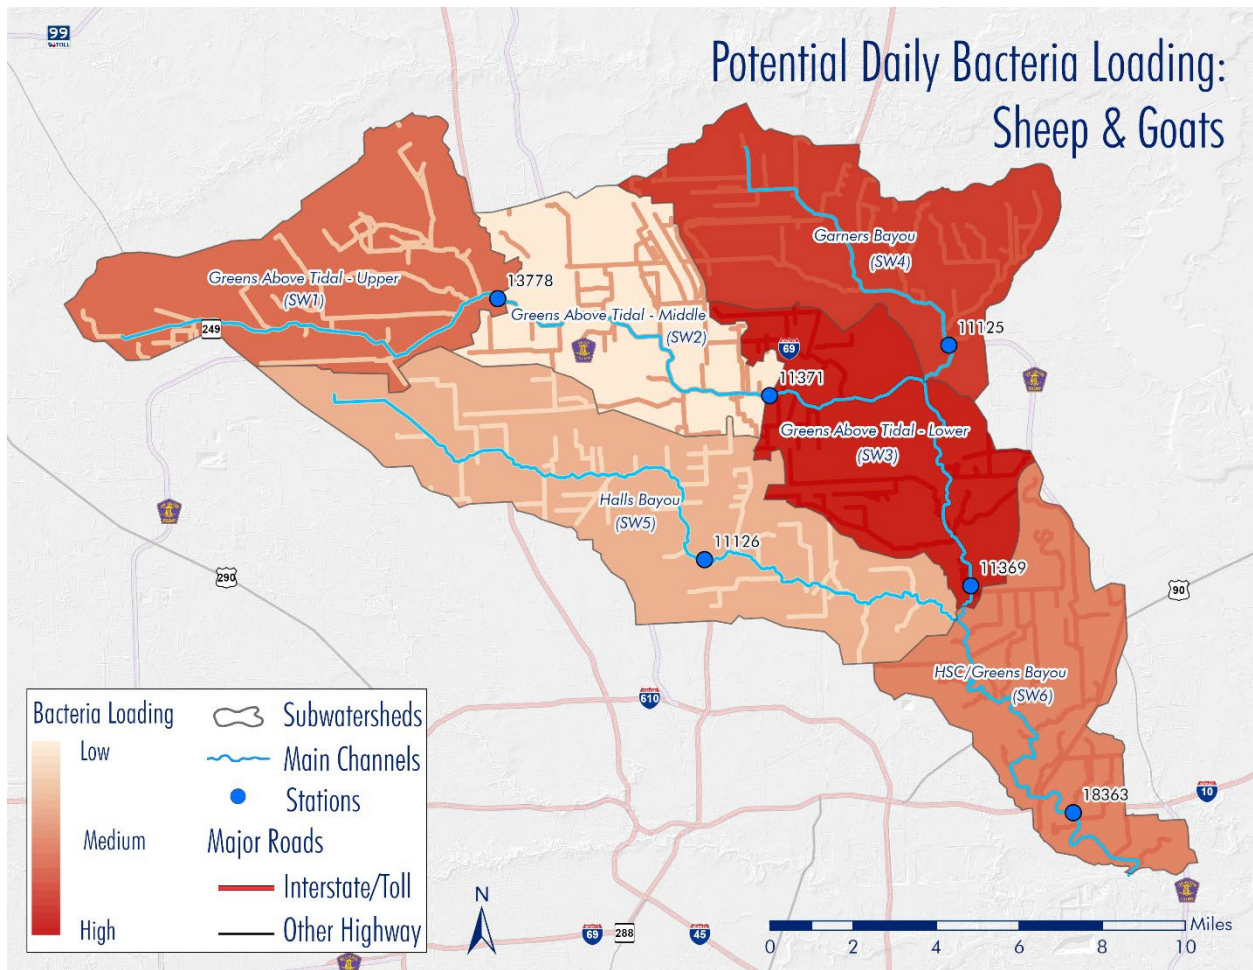 99
TOLL
Potential Daily Bacteria Loading:
Sheep & Goats
Garners Bayou
(SW4)
Greens Above Tidal - Upper
(SW1)
13778
Greens Above Tidal - Middle
(SW2)
249
11125
69
11371
Greens Above Tidal - Lower
(SW3)
Halls Bayou
(SW5)
11126
11369
290
90
HSC/Greens Bayou
(SW6)
610
18363
10
Bacteria Loading
Low
Medium
High
Subwatersheds
Main Channels
Stations
Major Roads
Interstate/Toll
Other Highway
N
69
288
45
Miles
0 2 4 6 8 10